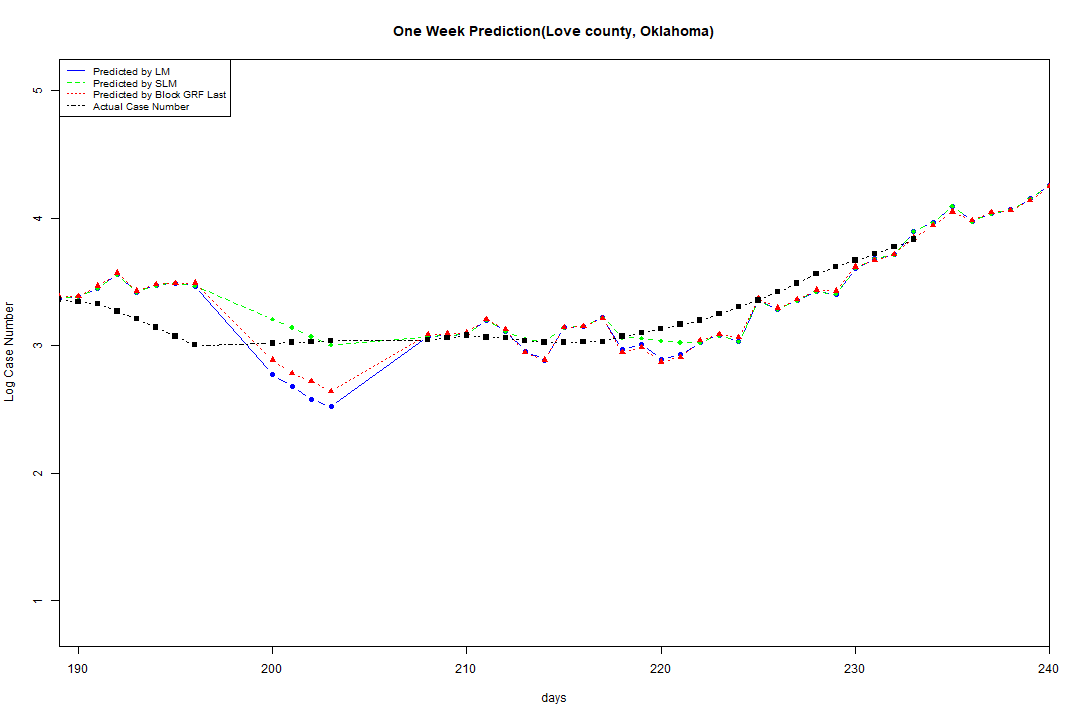 One Week Prediction(Love county, Oklahoma)
Predicted by LM
Predicted by SLM
Predicted by Block GRF Last
Actual Case Number
5
4
3
2
1
Log Case Number
190 200 210 220 230 240
days